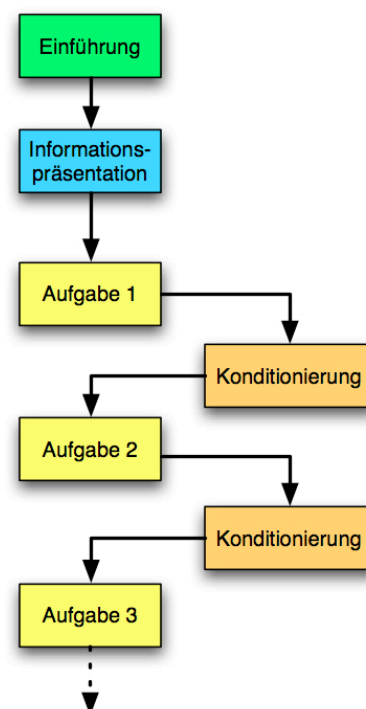 Einführung
Informations-
präsentation
Aufgabe 1
Konditionierung
Aufgabe 2
Konditionierung
Aufgabe 3